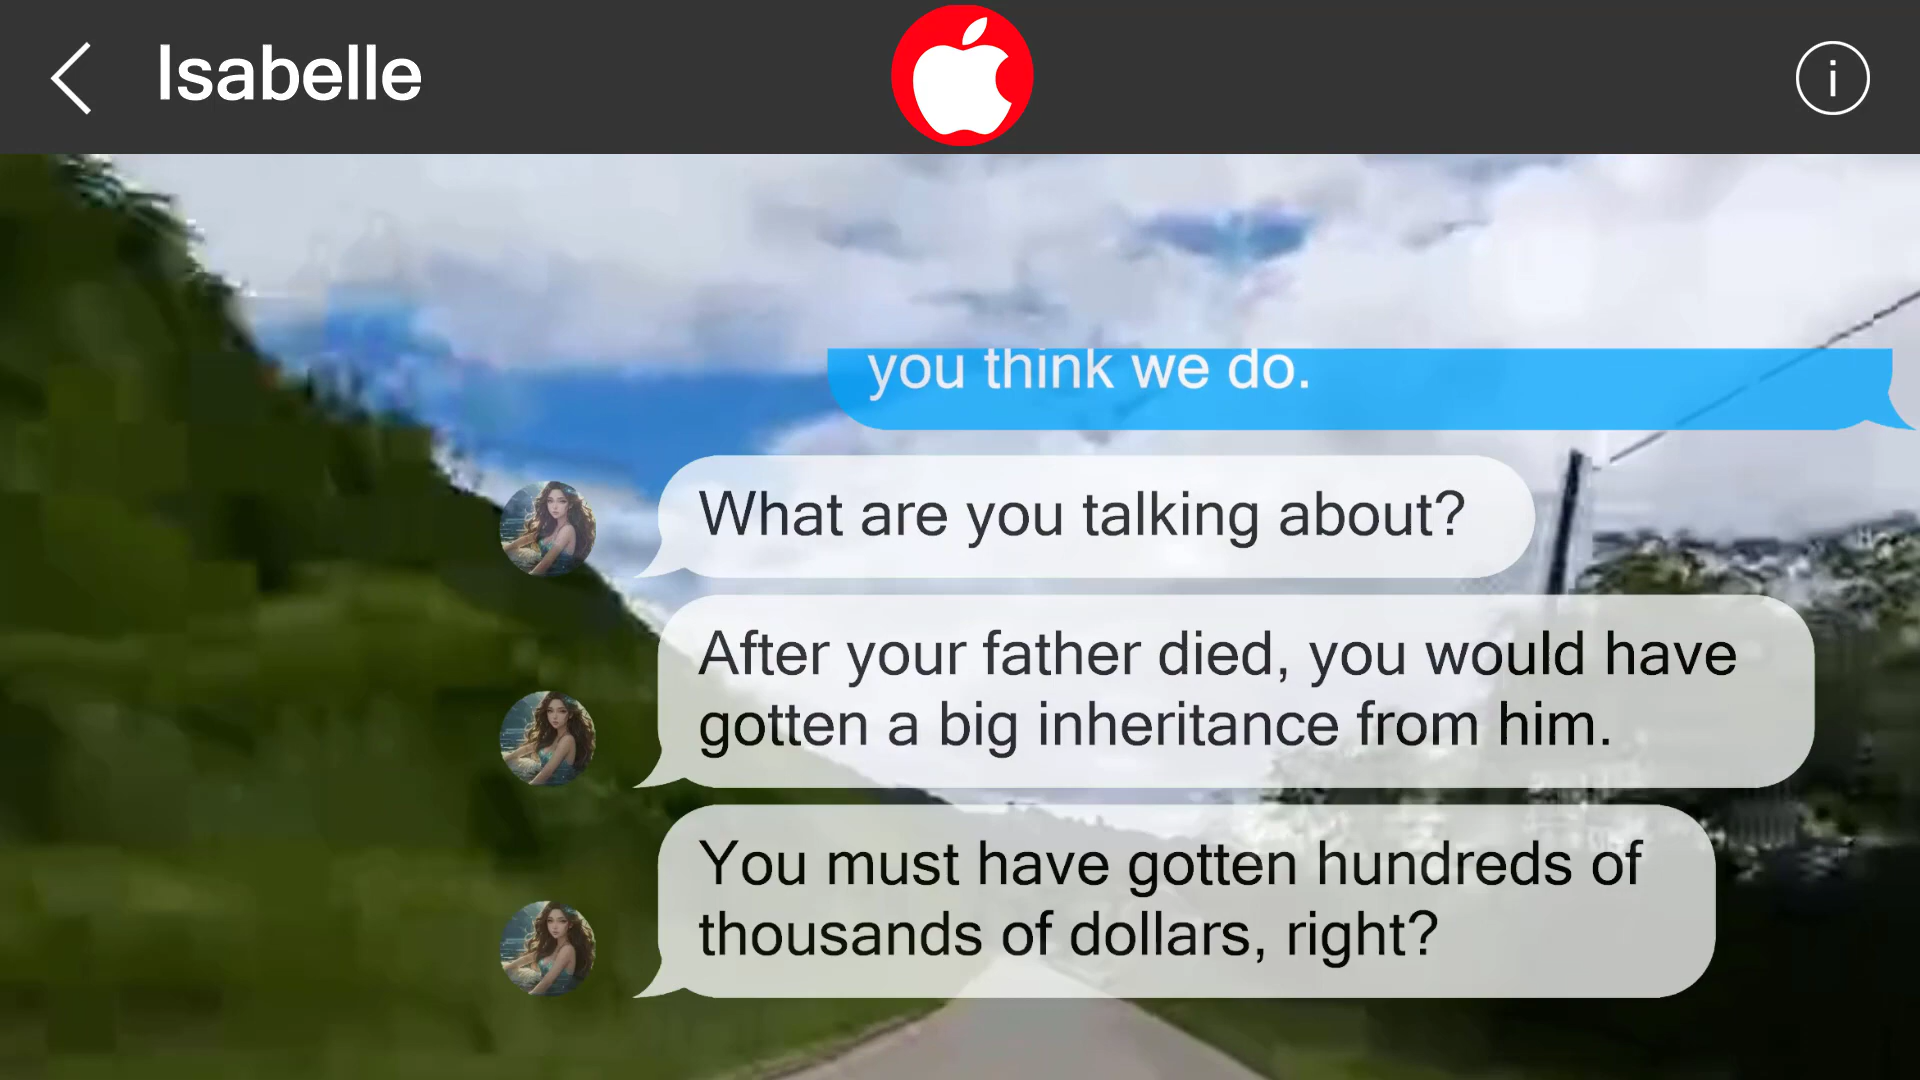 Isabelle
you think we do.
What are you talking about?
After your father died, you would have
gotten a big inheritance from him.
You must have gotten hundreds of
thousands of dollars, right?